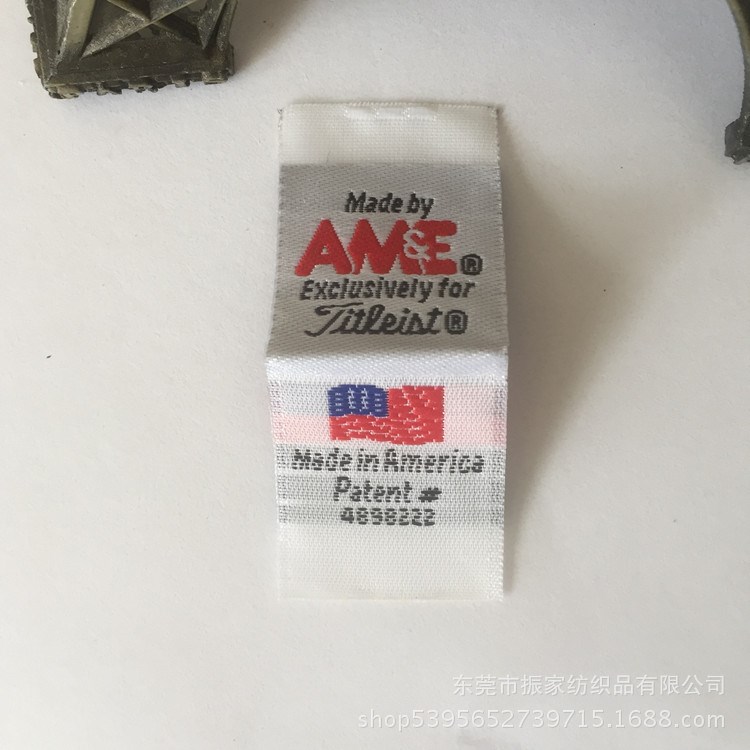 Made by
AM&E®
Exclusively for
Titleist®
Made in America
Patent #
4898222
东莞市振家纺织品有限公司
shop5395652739715.1688.com